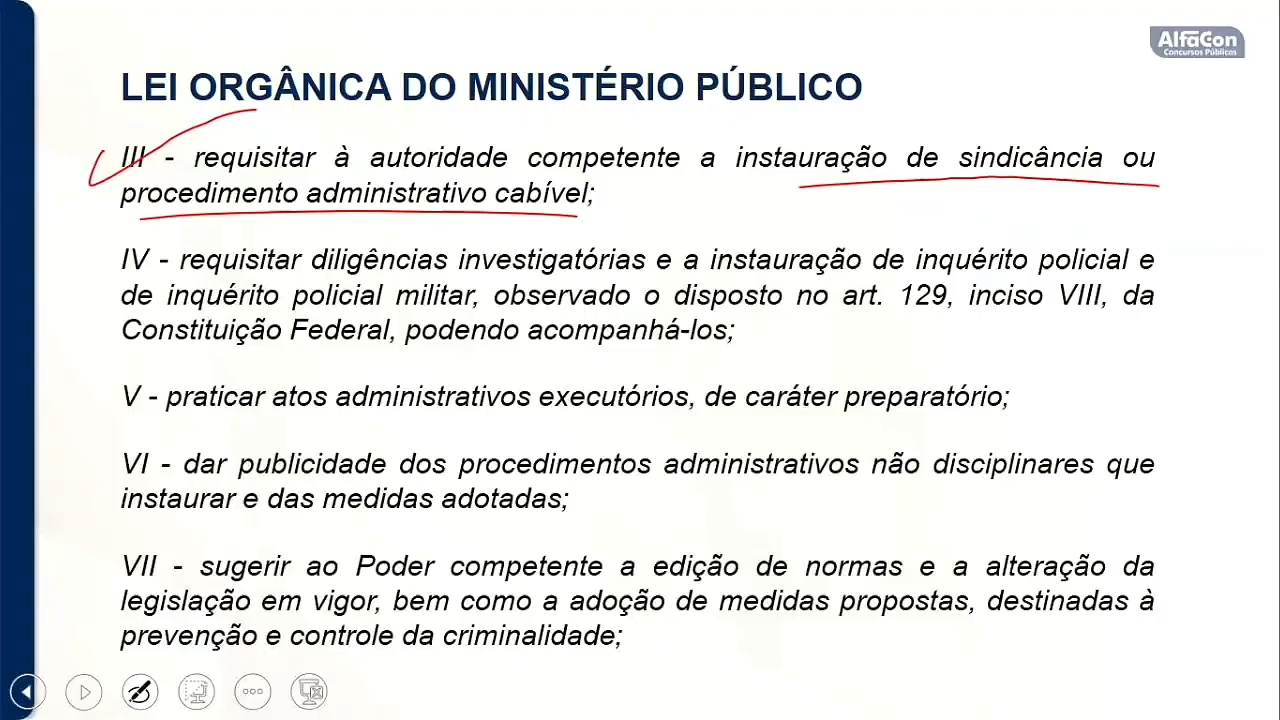 AlfaCon
Concursos Públicos
LEI ORGÂNICA DO MINISTÉRIO PÚBLICO
III - requisitar à autoridade competente a instauração de sindicância ou
procedimento administrativo cabível;
IV - requisitar diligências investigatórias e a instauração de inquérito policial e
de inquérito policial militar, observado o disposto no art. 129, inciso VIII, da
Constituição Federal, podendo acompanhá-los;
V - praticar atos administrativos executórios, de caráter preparatório;
VI - dar publicidade dos procedimentos administrativos não disciplinares que
instaurar e das medidas adotadas;
VII - sugerir ao Poder competente a edição de normas e a alteração da
legislação em vigor, bem como a adoção de medidas propostas, destinadas à
prevenção e controle da criminalidade;